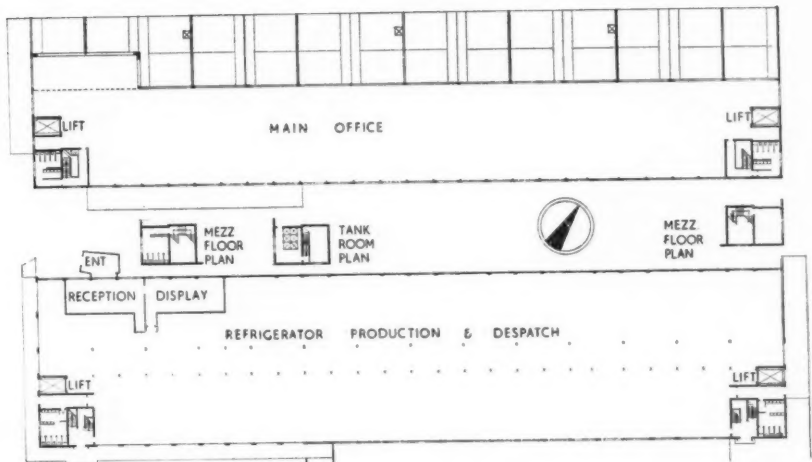 LIFT
MAIN OFFICE
LIFT
MEZZ
FLOOR
PLAN
TANK
ROOM
PLAN
MEZZ.
FLOOR
PLAN
ENT
RECEPTION
DISPLAY
REFRIGERATOR PRODUCTION & DESPATCH
LIFT
LIFT